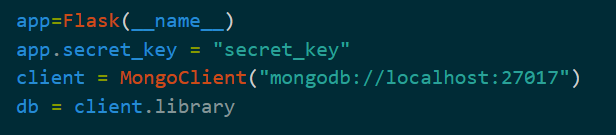 app=Flask(__name__)
app.secret_key = "secret_key"
client = MongoClient("mongodb://localhost:27017")
db = client.library